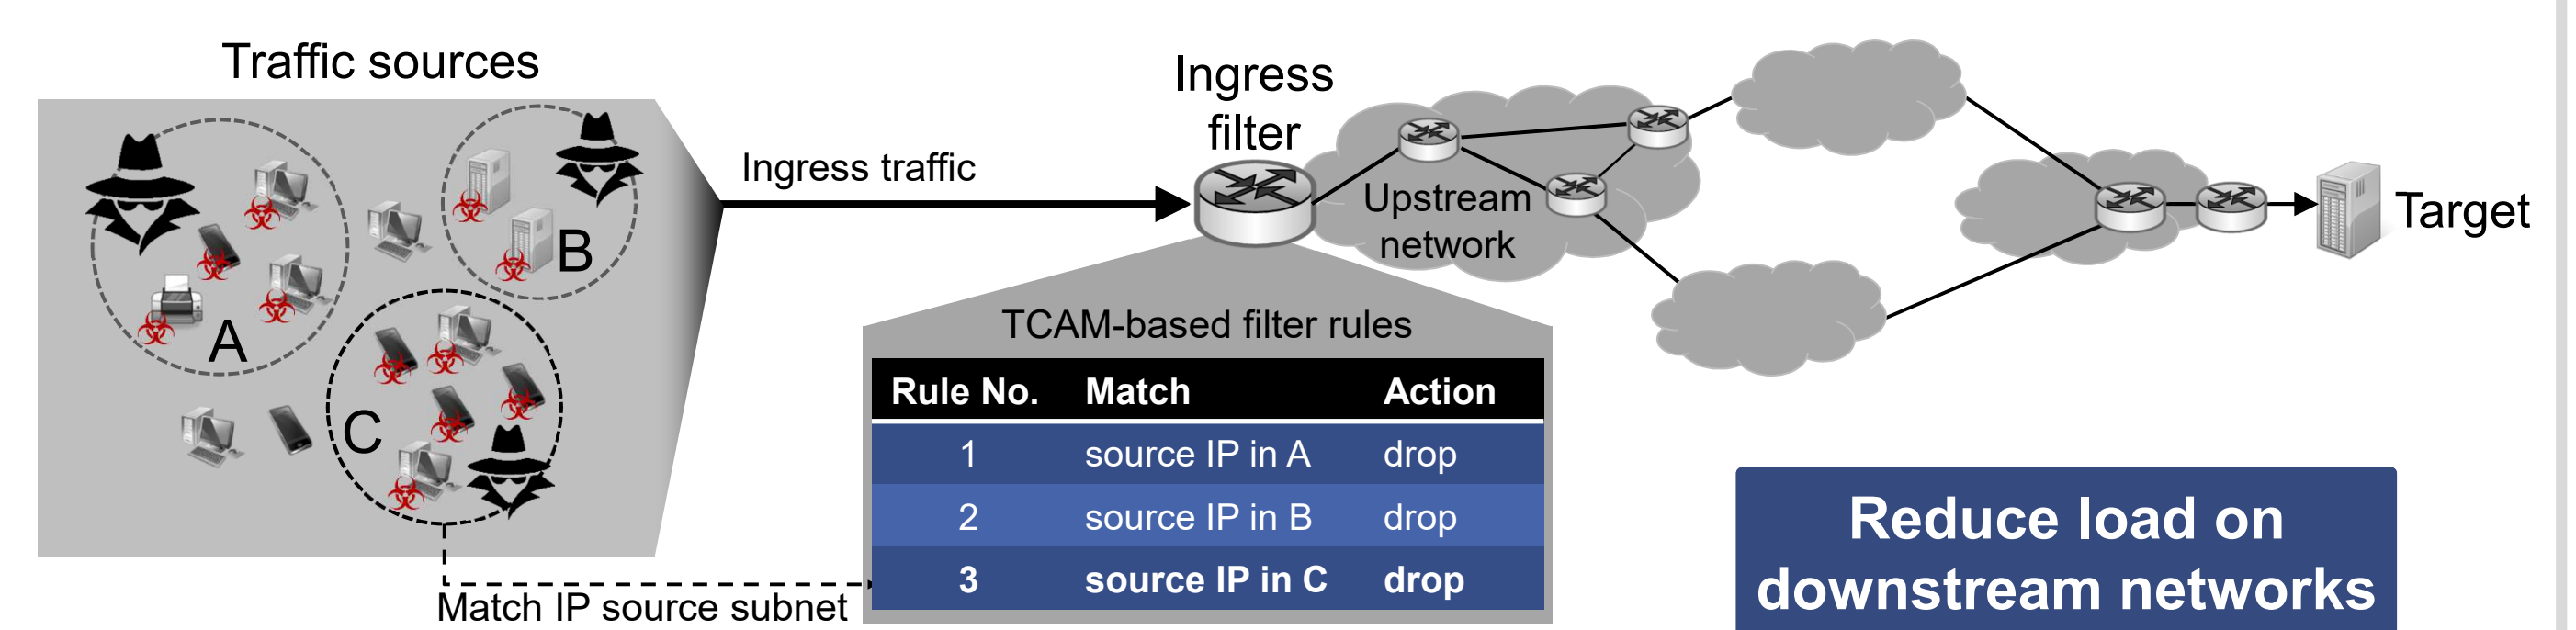 Traffic sources
A
B
C
Match IP source subnet
Ingress traffic
Ingress
filter
Upstream
network
Target
TCAM-based filter rules
Rule No. Match Action
1 source IP in A drop
2 source IP in B drop
3 source IP in C drop
Reduce load on
downstream networks